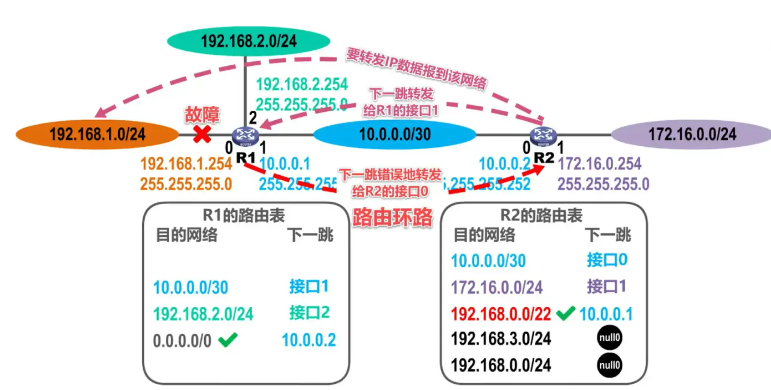 192.168.2.0/24
要转发IP数据报到该网络
192.168.2.254
255.255.255.0
下一跳转发
给R1的接口1
故障
2
192.168.1.0/24
10.0.0.0/30
172.16.0.0/24
0
R1
1
0
R2
1
192.168.1.254
255.255.255.0
10.0.0.1
255.255.255
下一跳错误地转发
给R2的接口0
10.0.0.2
255.255.252
172.16.0.254
255.255.255.0
路由环路
R1的路由表
目的网络 下一跳
10.0.0.0/30 接口1
192.168.2.0/24 接口2
0.0.0.0/0 10.0.0.2
R2的路由表
目的网络 下一跳
10.0.0.0/30 接口0
172.16.0.0/24 接口1
192.168.0.0/22 10.0.0.1
192.168.3.0/24 null0
192.168.0.0/24 null0